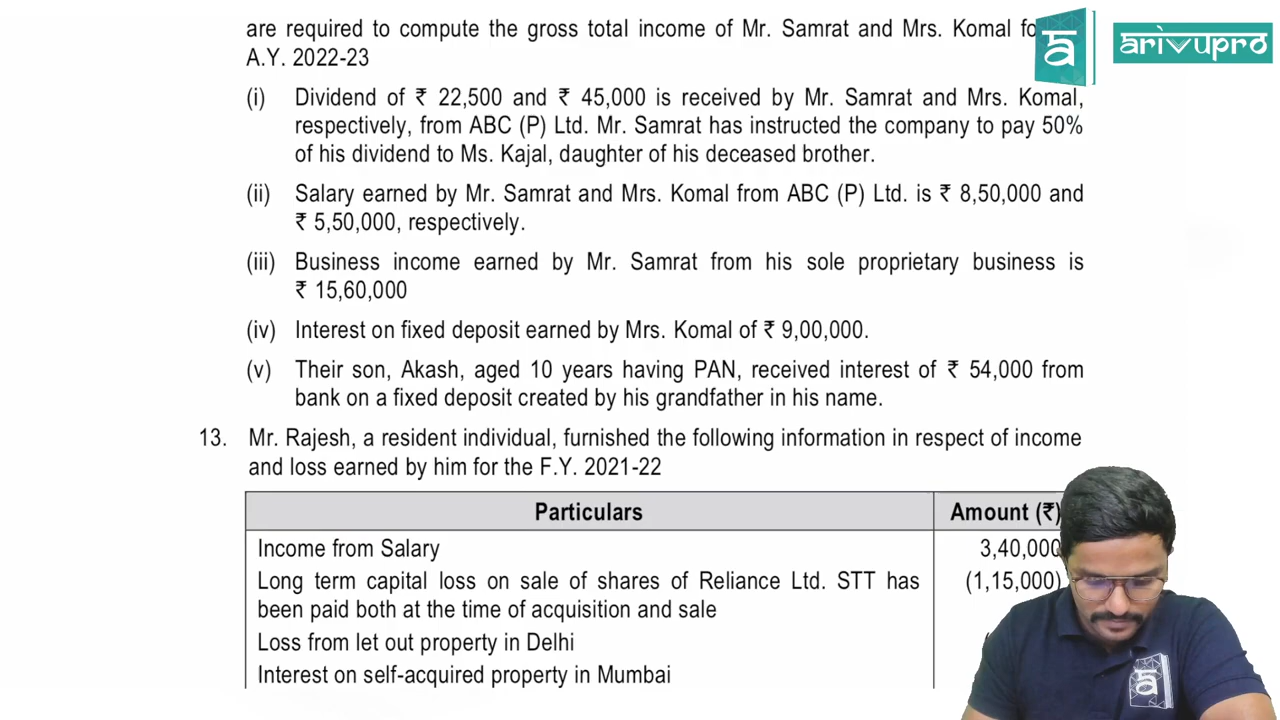 are required to compute the gross total income of Mr. Samrat and Mrs. Komal fo
A.Y. 2022-23
arivupro
(i) Dividend of ₹ 22,500 and ₹ 45,000 is received by Mr. Samrat and Mrs. Komal,
respectively, from ABC (P) Ltd. Mr. Samrat has instructed the company to pay 50%
of his dividend to Ms. Kajal, daughter of his deceased brother.
(ii) Salary earned by Mr. Samrat and Mrs. Komal from ABC (P) Ltd. is ₹ 8,50,000 and
₹ 5,50,000, respectively.
(iii) Business income earned by Mr. Samrat from his sole proprietary business is
₹ 15,60,000
(iv) Interest on fixed deposit earned by Mrs. Komal of ₹ 9,00,000.
(v) Their son, Akash, aged 10 years having PAN, received interest of ₹ 54,000 from
bank on a fixed deposit created by his grandfather in his name.
13. Mr. Rajesh, a resident individual, furnished the following information in respect of income
and loss earned by him for the F.Y. 2021-22
Particulars Amount (₹)
Income from Salary 3,40,000
Long term capital loss on sale of shares of Reliance Ltd. STT has (1,15,000)
been paid both at the time of acquisition and sale
Loss from let out property in Delhi
Interest on self-acquired property in Mumbai